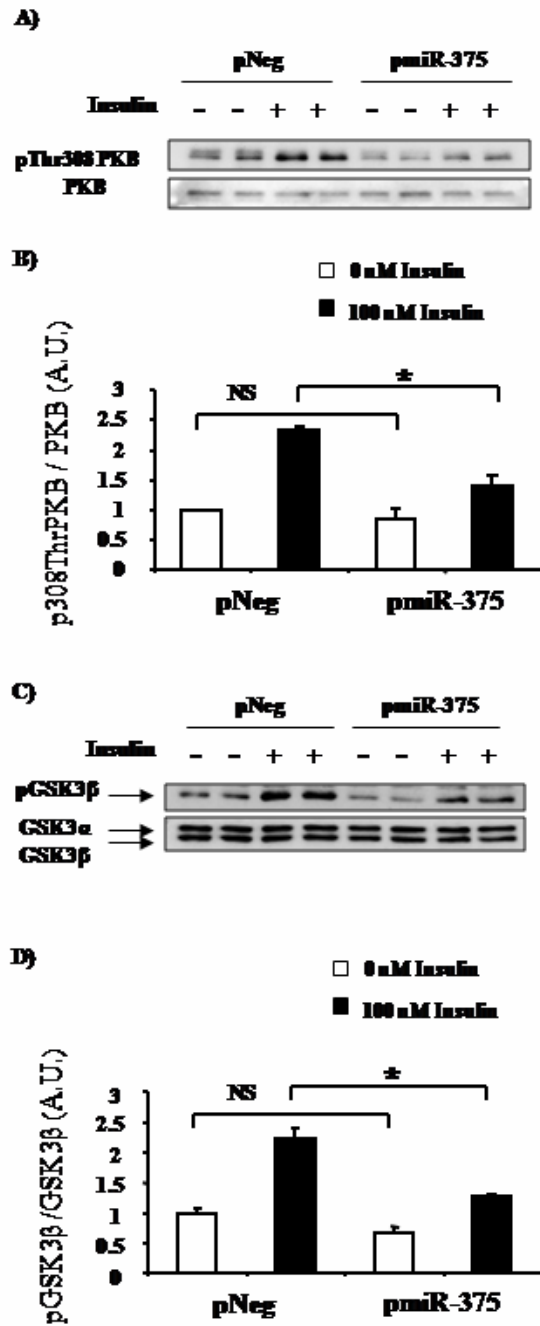 A)
pNeg pmiR-375
Insulin - - + + - - + +
pThr308 PKB
PKB
B)
0 nM Insulin
100 nM Insulin
p308ThrPKB / PKB (A.U.)
3
2.5
2
1.5
1
0.5
0
NS
*
pNeg pmiR-375
C)
pNeg pmiR-375
Insulin - - + + - - + +
pGSK3β
GSK3α
GSK3β
D)
0 nM Insulin
100 nM Insulin
pGSK3β/GSK3β (A.U.)
3
2.5
2
1.5
1
0.5
0
NS
*
pNeg pmiR-375